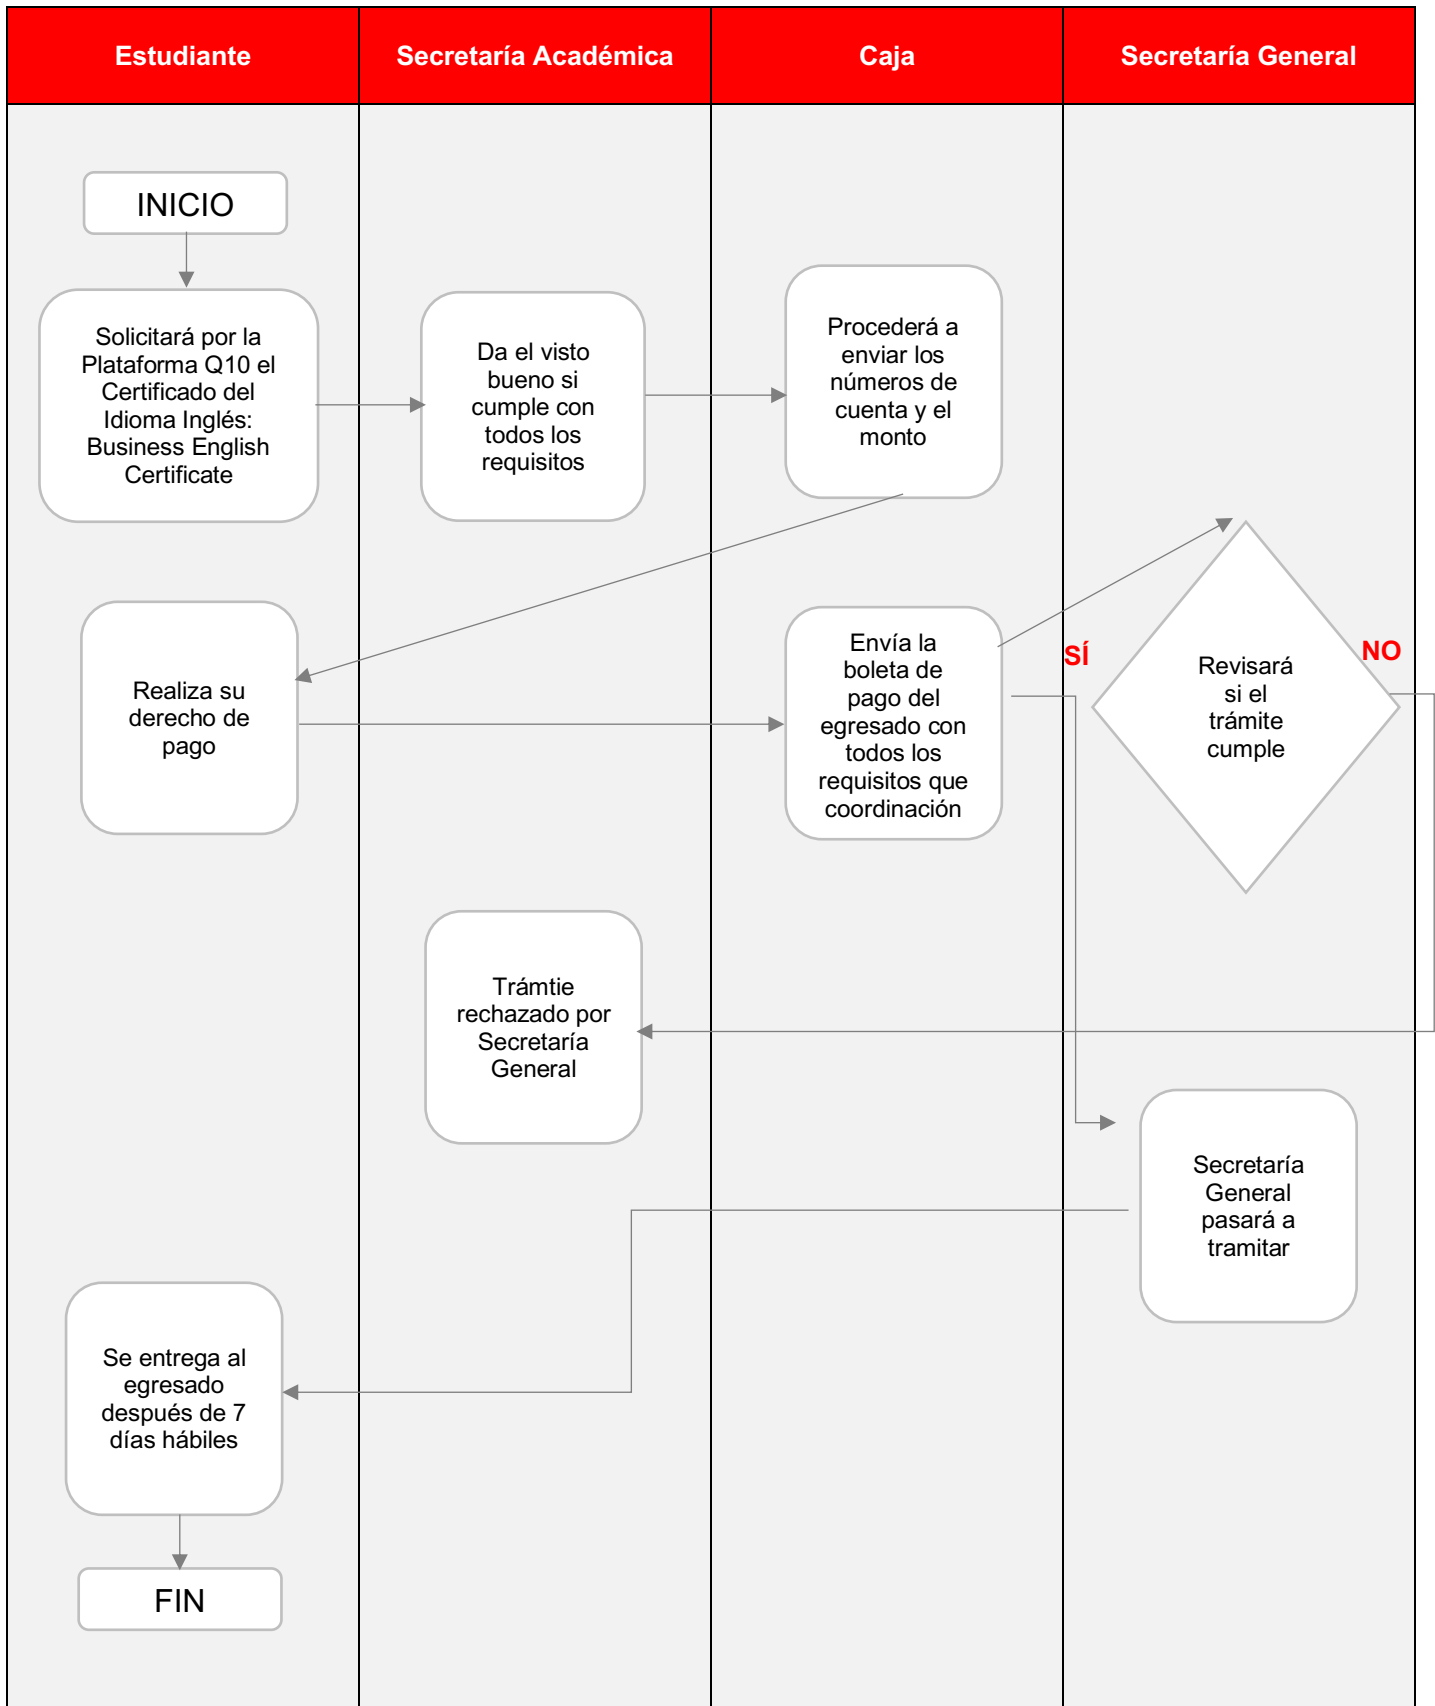 Estudiante
Secretaría Académica
Caja
Secretaría General
INICIO
Solicitará por la
Plataforma Q10 el
Certificado del
Idioma Inglés:
Business English
Certificate
Da el visto
bueno si
cumple con
todos los
requisitos
Procederá a
enviar los
números de
cuenta y el
monto
Realiza su
derecho de
pago
Envía la
boleta de
pago del
egresado con
todos los
requisitos que
coordinación
SÍ
Revisará
si el
trámite
cumple
NO
Trámtie
rechazado por
Secretaría
General
Secretaría
General
pasará a
tramitar
Se entrega al
egresado
después de 7
días hábiles
FIN